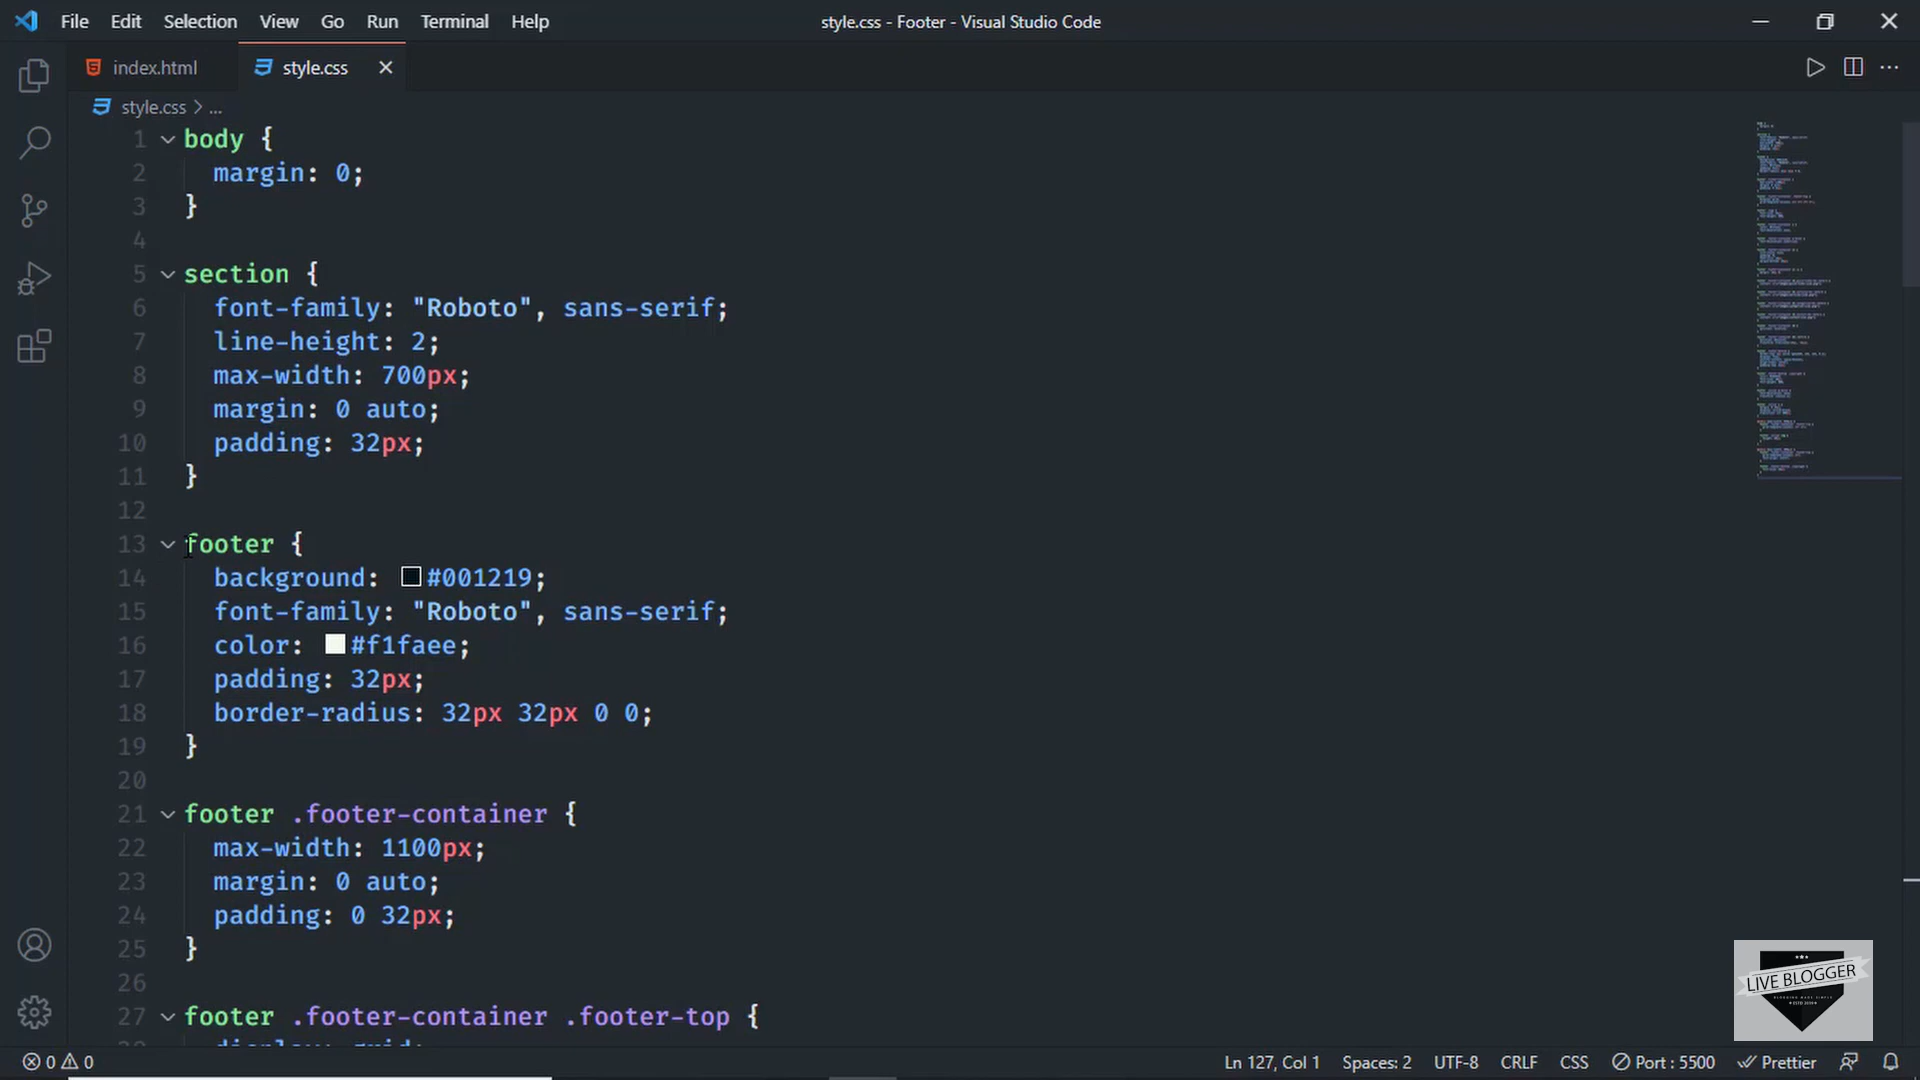 File Edit Selection View Go Run Terminal Help
style.css - Footer - Visual Studio Code
index.html
style.css
style.css > ...
1 body {
2 margin: 0;
3 }
4
5 section {
6 font-family: "Roboto", sans-serif;
7 line-height: 2;
8 max-width: 700px;
9 margin: 0 auto;
10 padding: 32px;
11 }
12
13 footer {
14 background: #001219;
15 font-family: "Roboto", sans-serif;
16 color: #f1faee;
17 padding: 32px;
18 border-radius: 32px 32px 0 0;
19 }
20
21 footer .footer-container {
22 max-width: 1100px;
23 margin: 0 auto;
24 padding: 0 32px;
25 }
26
27 footer .footer-container .footer-top {
LIVE BLOGGER
0 0
Ln 127, Col 1 Spaces: 2 UTF-8 CRLF CSS Port : 5500 Prettier